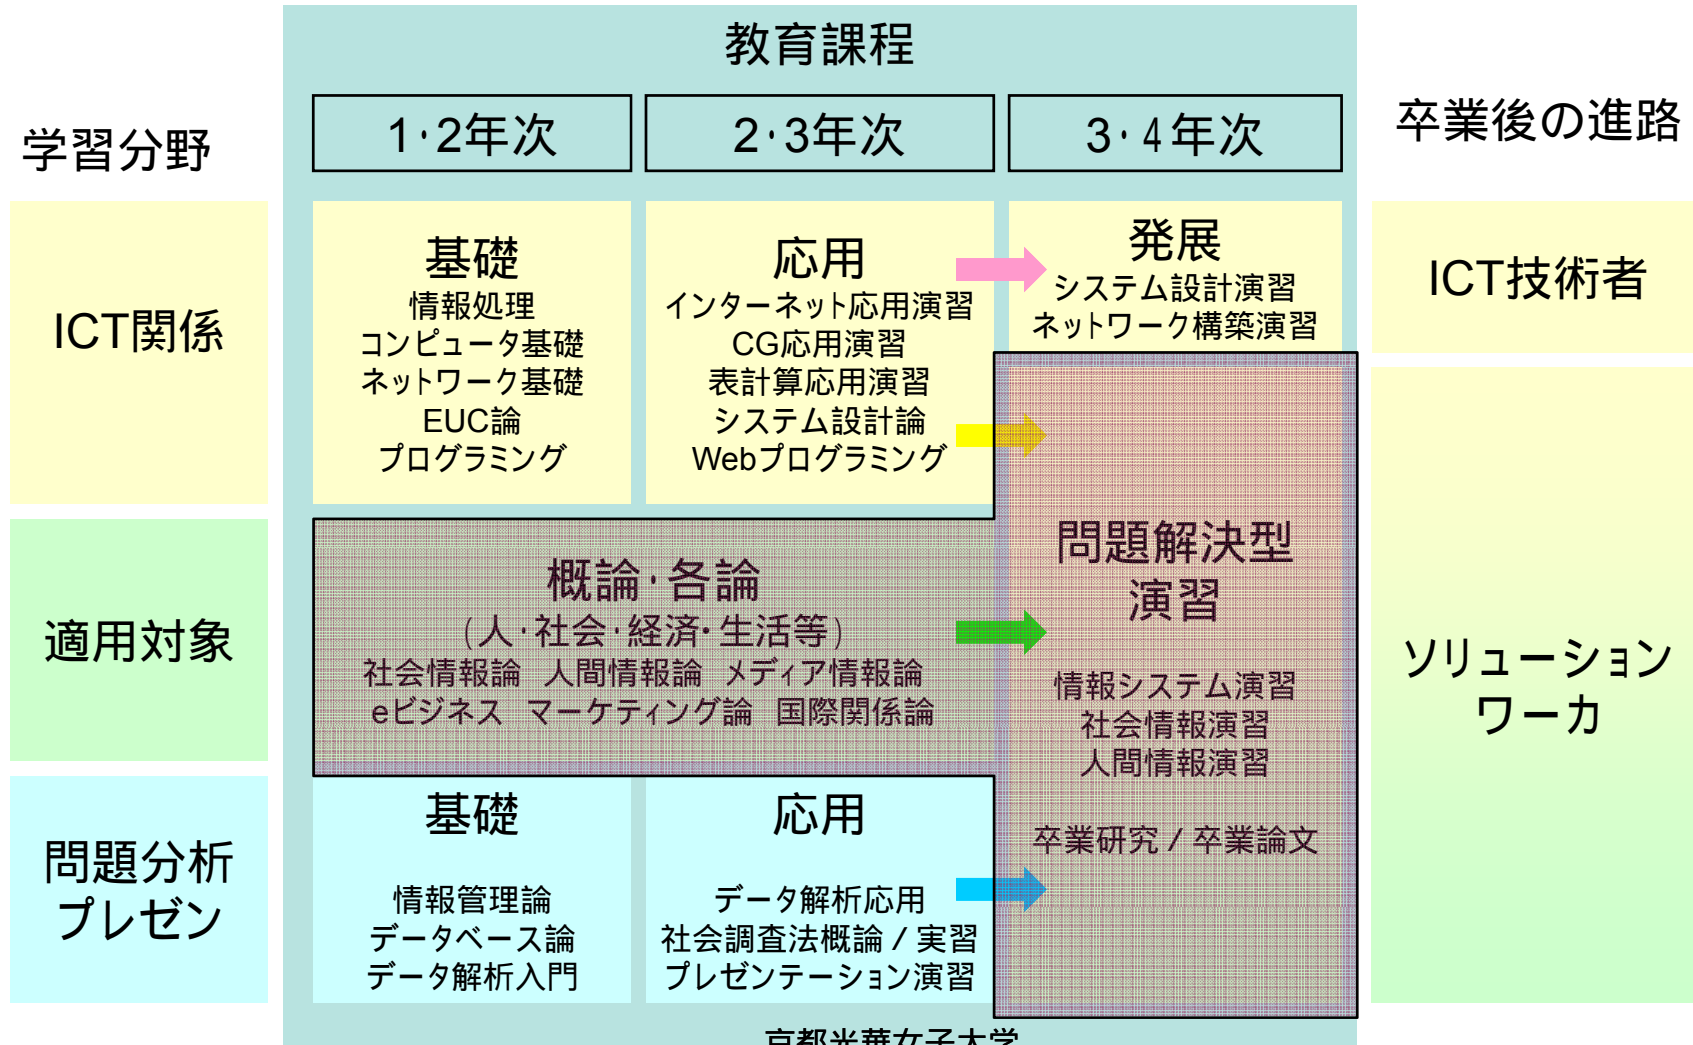 教育課程
学習分野
1・2年次
2・3年次
3・4年次
卒業後の進路
ICT関係
基礎
情報処理
コンピュータ基礎
ネットワーク基礎
EUC論
プログラミング
応用
インターネット応用演習
CG応用演習
表計算応用演習
システム設計論
Webプログラミング
発展
システム設計演習
ネットワーク構築演習
ICT技術者
適用対象
概論・各論
(人・社会・経済・生活等)
社会情報論 人間情報論 メディア情報論
eビジネス マーケティング論 国際関係論
問題解決型
演習
情報システム演習
社会情報演習
人間情報演習
卒業研究/卒業論文
ソリューション
ワーカ
問題分析
プレゼン
基礎
情報管理論
データベース論
データ解析入門
応用
データ解析応用
社会調査法概論/実習
プレゼンテーション演習
京都光華女子大学